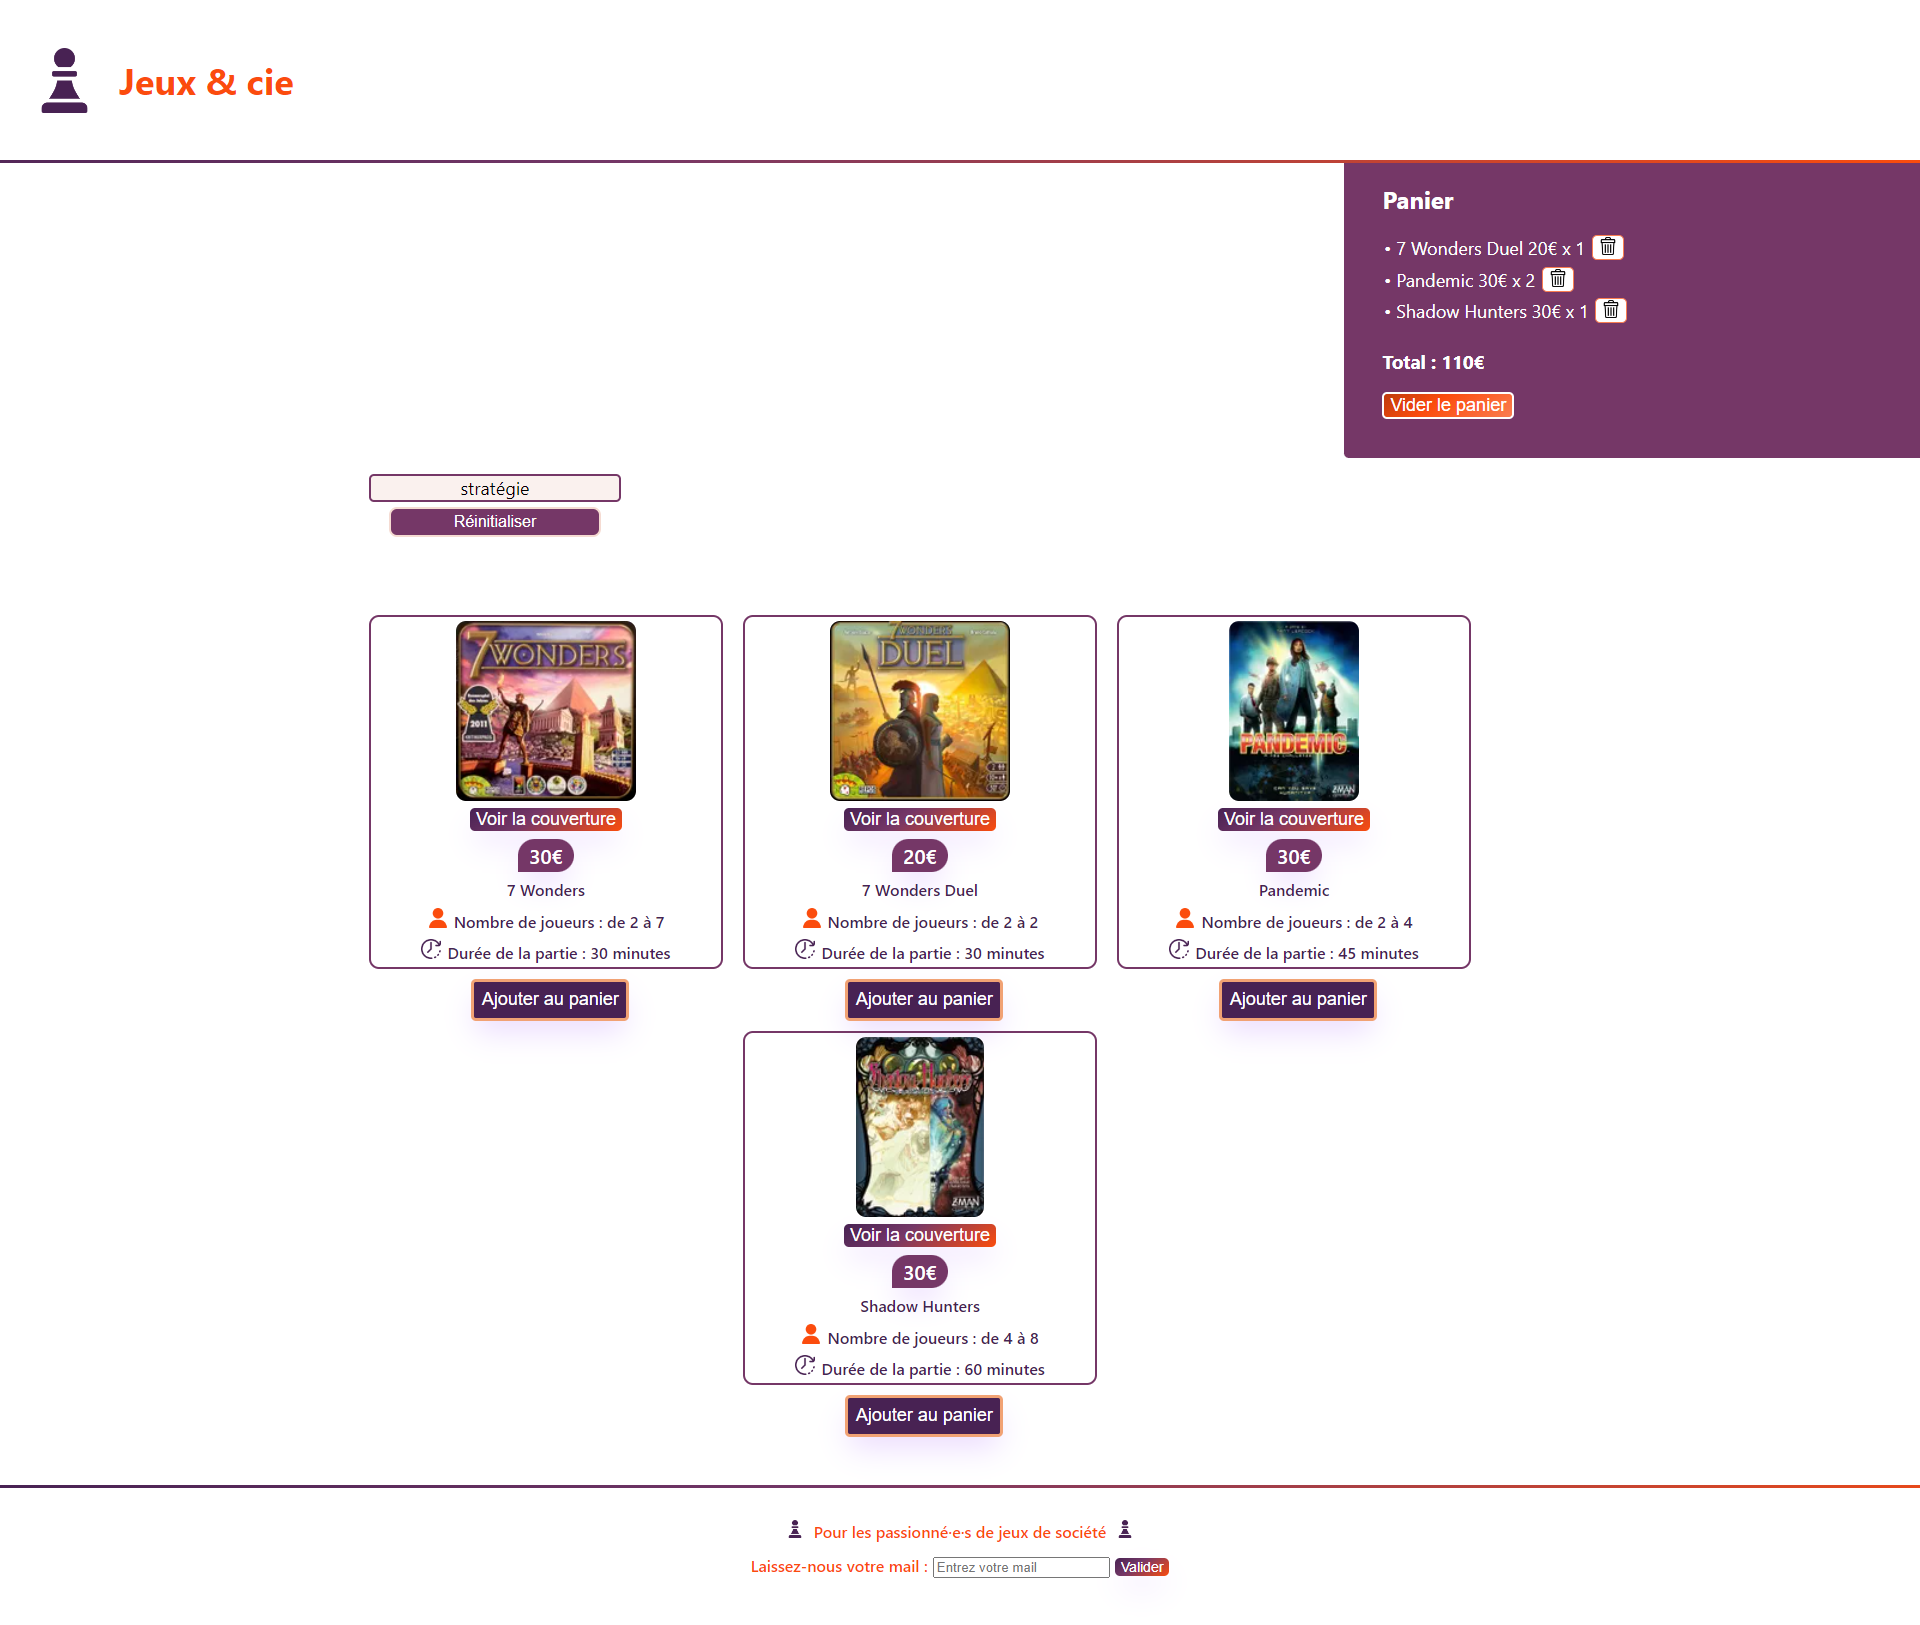 Jeux & cie
Panier
• 7 Wonders Duel 20€ x 1
• Pandemic 30€ x 2
• Shadow Hunters 30€ x 1
Total : 110€
Vider le panier
stratégie
Réinitialiser
7 WONDERS
2011
Voir la couverture
30€
7 Wonders
Nombre de joueurs : de 2 à 7
Durée de la partie : 30 minutes
Ajouter au panier
7 WONDERS
DUEL
Voir la couverture
20€
7 Wonders Duel
Nombre de joueurs : de 2 à 2
Durée de la partie : 30 minutes
Ajouter au panier
PANDEMIC
Z-MAN
Voir la couverture
30€
Pandemic
Nombre de joueurs : de 2 à 4
Durée de la partie : 45 minutes
Ajouter au panier
Shadow Hunters
Z-MAN
Voir la couverture
30€
Shadow Hunters
Nombre de joueurs : de 4 à 8
Durée de la partie : 60 minutes
Ajouter au panier
Pour les passionné·e·s de jeux de société
Laissez-nous votre mail : Entrez votre mail Valider